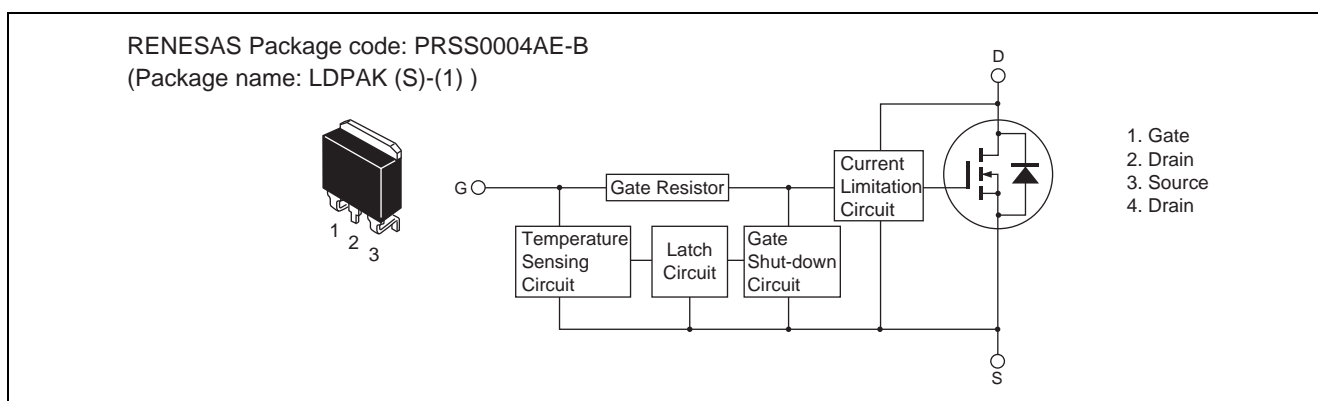 RENESAS Package code: PRSS0004AE-B
(Package name: LDPAK (S)-(1) )
1
2
3
G
Gate Resistor
Temperature
Sensing
Circuit
Latch
Circuit
Gate
Shut-down
Circuit
Current
Limitation
Circuit
D
S
1. Gate
2. Drain
3. Source
4. Drain